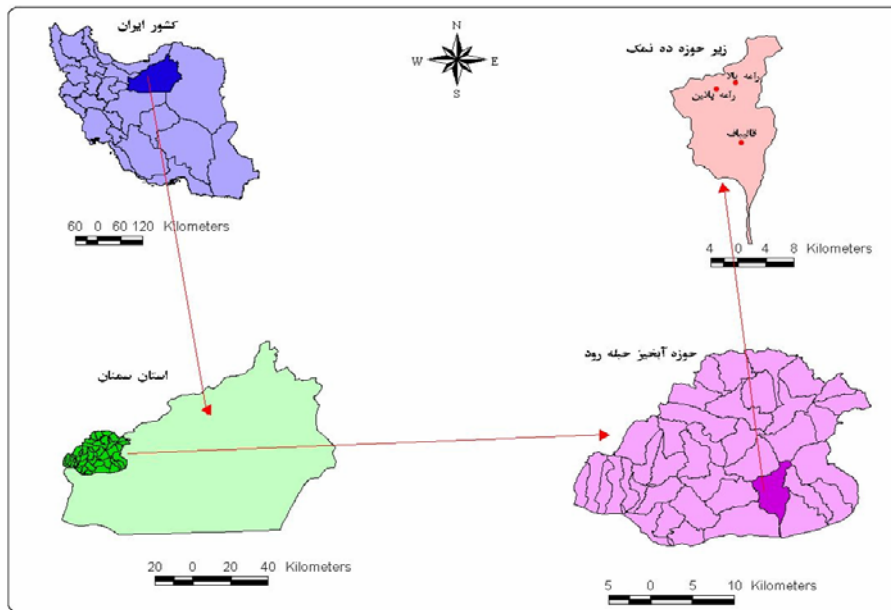 کشور ایران
N
W E
S
60 0 60 120 Kilometers
زیر حوزه ده نمک
رامه بالا
رامه پائین
قالیباف
4 0 4 8 Kilometers
استان سمنان
20 0 20 40 Kilometers
حوزه آبخیز حبله رود
5 0 5 10 Kilometers